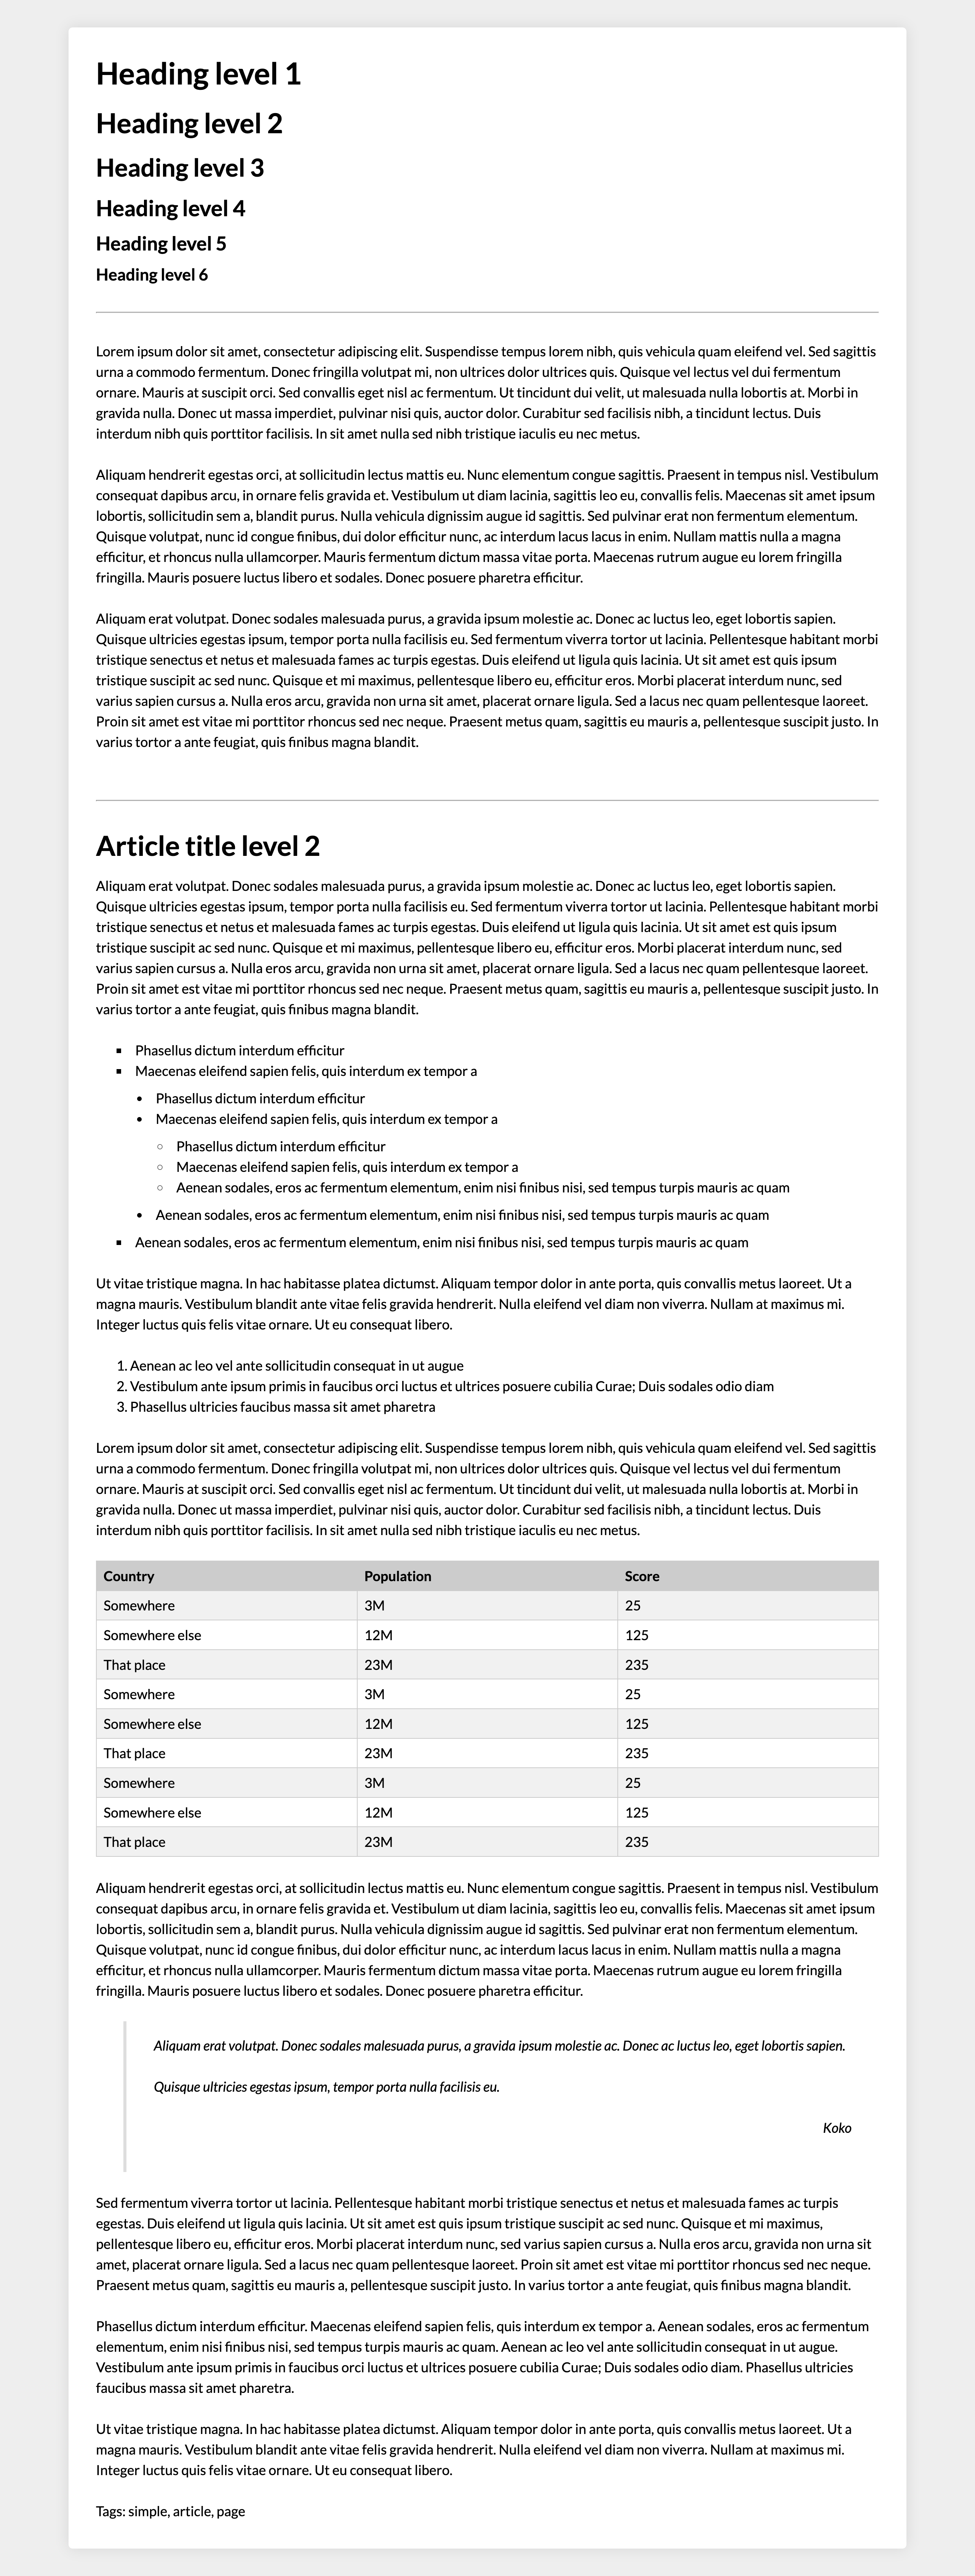 Heading level 1
Heading level 2
Heading level 3
Heading level 4
Heading level 5
Heading level 6
Lorem ipsum dolor sit amet, consectetur adipiscing elit. Suspendisse tempus lorem nibh, quis vehicula quam eleifend vel. Sed sagittis
urna a commodo fermentum. Donec fringilla volutpat mi, non ultrices dolor ultrices quis. Quisque vel lectus vel dui fermentum
ornare. Mauris at suscipit orci. Sed convallis eget nisl ac fermentum. Ut tincidunt dui velit, ut malesuada nulla lobortis at. Morbi in
gravida nulla. Donec ut massa imperdiet, pulvinar nisi quis, auctor dolor. Curabitur sed facilisis nibh, a tincidunt lectus. Duis
interdum nibh quis porttitor facilisis. In sit amet nulla sed nibh tristique iaculis eu nec metus.
Aliquam hendrerit egestas orci, at sollicitudin lectus mattis eu. Nunc elementum congue sagittis. Praesent in tempus nisl. Vestibulum
consequat dapibus arcu, in ornare felis gravida et. Vestibulum ut diam lacinia, sagittis leo eu, convallis felis. Maecenas sit amet ipsum
lobortis, sollicitudin sem a, blandit purus. Nulla vehicula dignissim augue id sagittis. Sed pulvinar erat non fermentum elementum.
Quisque volutpat, nunc id congue finibus, dui dolor efficitur nunc, ac interdum lacus lacus in enim. Nullam mattis nulla a magna
efficitur, et rhoncus nulla ullamcorper. Mauris fermentum dictum massa vitae porta. Maecenas rutrum augue eu lorem fringilla
fringilla. Mauris posuere luctus libero et sodales. Donec posuere pharetra efficitur.
Aliquam erat volutpat. Donec sodales malesuada purus, a gravida ipsum molestie ac. Donec ac luctus leo, eget lobortis sapien.
Quisque ultricies egestas ipsum, tempor porta nulla facilisis eu. Sed fermentum viverra tortor ut lacinia. Pellentesque habitant morbi
tristique senectus et netus et malesuada fames ac turpis egestas. Duis eleifend ut ligula quis lacinia. Ut sit amet est quis ipsum
tristique suscipit ac sed nunc. Quisque et mi maximus, pellentesque libero eu, efficitur eros. Morbi placerat interdum nunc, sed
varius sapien cursus a. Nulla eros arcu, gravida non urna sit amet, placerat ornare ligula. Sed a lacus nec quam pellentesque laoreet.
Proin sit amet est vitae mi porttitor rhoncus sed nec neque. Praesent metus quam, sagittis eu mauris a, pellentesque suscipit justo. In
varius tortor a ante feugiat, quis finibus magna blandit.
Article title level 2
Aliquam erat volutpat. Donec sodales malesuada purus, a gravida ipsum molestie ac. Donec ac luctus leo, eget lobortis sapien.
Quisque ultricies egestas ipsum, tempor porta nulla facilisis eu. Sed fermentum viverra tortor ut lacinia. Pellentesque habitant morbi
tristique senectus et netus et malesuada fames ac turpis egestas. Duis eleifend ut ligula quis lacinia. Ut sit amet est quis ipsum
tristique suscipit ac sed nunc. Quisque et mi maximus, pellentesque libero eu, efficitur eros. Morbi placerat interdum nunc, sed
varius sapien cursus a. Nulla eros arcu, gravida non urna sit amet, placerat ornare ligula. Sed a lacus nec quam pellentesque laoreet.
Proin sit amet est vitae mi porttitor rhoncus sed nec neque. Praesent metus quam, sagittis eu mauris a, pellentesque suscipit justo. In
varius tortor a ante feugiat, quis finibus magna blandit.
▪ Phasellus dictum interdum efficitur
▪ Maecenas eleifend sapien felis, quis interdum ex tempor a
• Phasellus dictum interdum efficitur
• Maecenas eleifend sapien felis, quis interdum ex tempor a
◦ Phasellus dictum interdum efficitur
◦ Maecenas eleifend sapien felis, quis interdum ex tempor a
◦ Aenean sodales, eros ac fermentum elementum, enim nisi finibus nisi, sed tempus turpis mauris ac quam
• Aenean sodales, eros ac fermentum elementum, enim nisi finibus nisi, sed tempus turpis mauris ac quam
▪ Aenean sodales, eros ac fermentum elementum, enim nisi finibus nisi, sed tempus turpis mauris ac quam
Ut vitae tristique magna. In hac habitasse platea dictumst. Aliquam tempor dolor in ante porta, quis convallis metus laoreet. Ut a
magna mauris. Vestibulum blandit ante vitae felis gravida hendrerit. Nulla eleifend vel diam non viverra. Nullam at maximus mi.
Integer luctus quis felis vitae ornare. Ut eu consequat libero.
1. Aenean ac leo vel ante sollicitudin consequat in ut augue
2. Vestibulum ante ipsum primis in faucibus orci luctus et ultrices posuere cubilia Curae; Duis sodales odio diam
3. Phasellus ultricies faucibus massa sit amet pharetra
Lorem ipsum dolor sit amet, consectetur adipiscing elit. Suspendisse tempus lorem nibh, quis vehicula quam eleifend vel. Sed sagittis
urna a commodo fermentum. Donec fringilla volutpat mi, non ultrices dolor ultrices quis. Quisque vel lectus vel dui fermentum
ornare. Mauris at suscipit orci. Sed convallis eget nisl ac fermentum. Ut tincidunt dui velit, ut malesuada nulla lobortis at. Morbi in
gravida nulla. Donec ut massa imperdiet, pulvinar nisi quis, auctor dolor. Curabitur sed facilisis nibh, a tincidunt lectus. Duis
interdum nibh quis porttitor facilisis. In sit amet nulla sed nibh tristique iaculis eu nec metus.
Country Population Score
Somewhere 3M 25
Somewhere else 12M 125
That place 23M 235
Somewhere 3M 25
Somewhere else 12M 125
That place 23M 235
Somewhere 3M 25
Somewhere else 12M 125
That place 23M 235
Aliquam hendrerit egestas orci, at sollicitudin lectus mattis eu. Nunc elementum congue sagittis. Praesent in tempus nisl. Vestibulum
consequat dapibus arcu, in ornare felis gravida et. Vestibulum ut diam lacinia, sagittis leo eu, convallis felis. Maecenas sit amet ipsum
lobortis, sollicitudin sem a, blandit purus. Nulla vehicula dignissim augue id sagittis. Sed pulvinar erat non fermentum elementum.
Quisque volutpat, nunc id congue finibus, dui dolor efficitur nunc, ac interdum lacus lacus in enim. Nullam mattis nulla a magna
efficitur, et rhoncus nulla ullamcorper. Mauris fermentum dictum massa vitae porta. Maecenas rutrum augue eu lorem fringilla
fringilla. Mauris posuere luctus libero et sodales. Donec posuere pharetra efficitur.
Aliquam erat volutpat. Donec sodales malesuada purus, a gravida ipsum molestie ac. Donec ac luctus leo, eget lobortis sapien.
Quisque ultricies egestas ipsum, tempor porta nulla facilisis eu.
Koko
Sed fermentum viverra tortor ut lacinia. Pellentesque habitant morbi tristique senectus et netus et malesuada fames ac turpis
egestas. Duis eleifend ut ligula quis lacinia. Ut sit amet est quis ipsum tristique suscipit ac sed nunc. Quisque et mi maximus,
pellentesque libero eu, efficitur eros. Morbi placerat interdum nunc, sed varius sapien cursus a. Nulla eros arcu, gravida non urna sit
amet, placerat ornare ligula. Sed a lacus nec quam pellentesque laoreet. Proin sit amet est vitae mi porttitor rhoncus sed nec neque.
Praesent metus quam, sagittis eu mauris a, pellentesque suscipit justo. In varius tortor a ante feugiat, quis finibus magna blandit.
Phasellus dictum interdum efficitur. Maecenas eleifend sapien felis, quis interdum ex tempor a. Aenean sodales, eros ac fermentum
elementum, enim nisi finibus nisi, sed tempus turpis mauris ac quam. Aenean ac leo vel ante sollicitudin consequat in ut augue.
Vestibulum ante ipsum primis in faucibus orci luctus et ultrices posuere cubilia Curae; Duis sodales odio diam. Phasellus ultricies
faucibus massa sit amet pharetra.
Ut vitae tristique magna. In hac habitasse platea dictumst. Aliquam tempor dolor in ante porta, quis convallis metus laoreet. Ut a
magna mauris. Vestibulum blandit ante vitae felis gravida hendrerit. Nulla eleifend vel diam non viverra. Nullam at maximus mi.
Integer luctus quis felis vitae ornare. Ut eu consequat libero.
Tags: simple, article, page